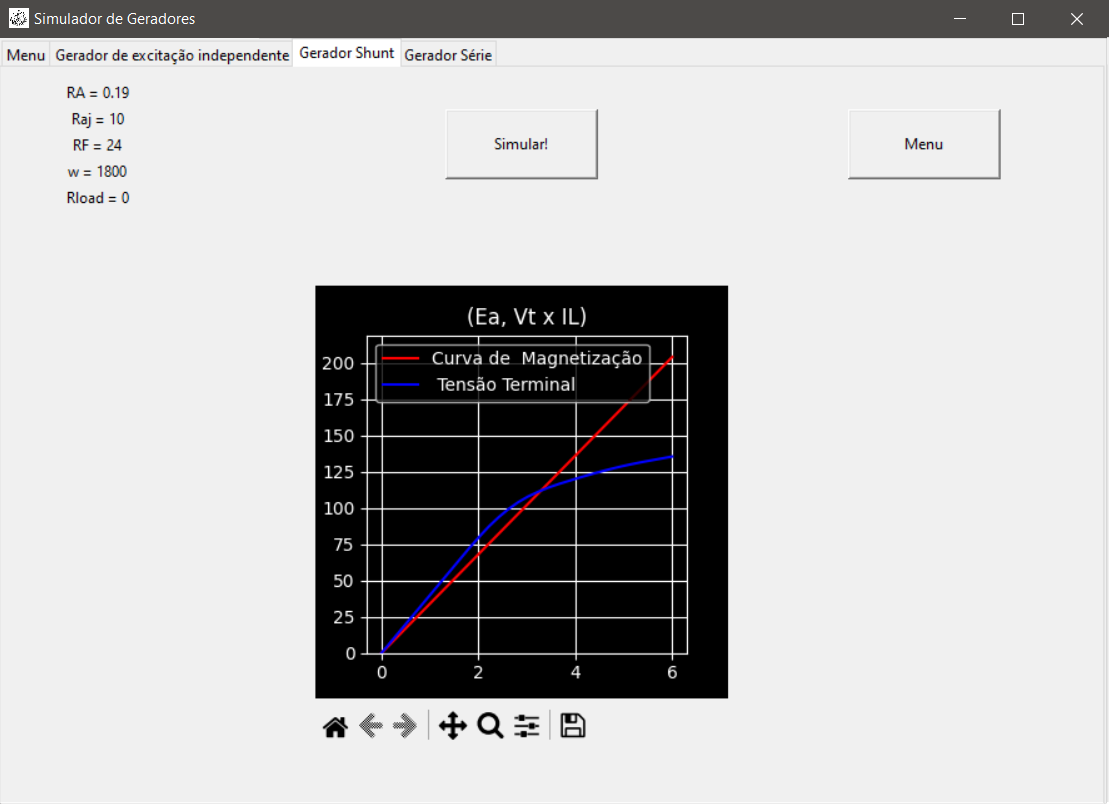 Simulador de Geradores
Menu
Gerador de excitação independente
Gerador Shunt
Gerador Série
RA = 0.19
Raj = 10
RF = 24
w = 1800
Rload = 0
Simular!
Menu
(Ea, Vt x IL)
Curva de  Magnetização
Tensão Terminal
200
175
150
125
100
75
50
25
0
0 2 4 6